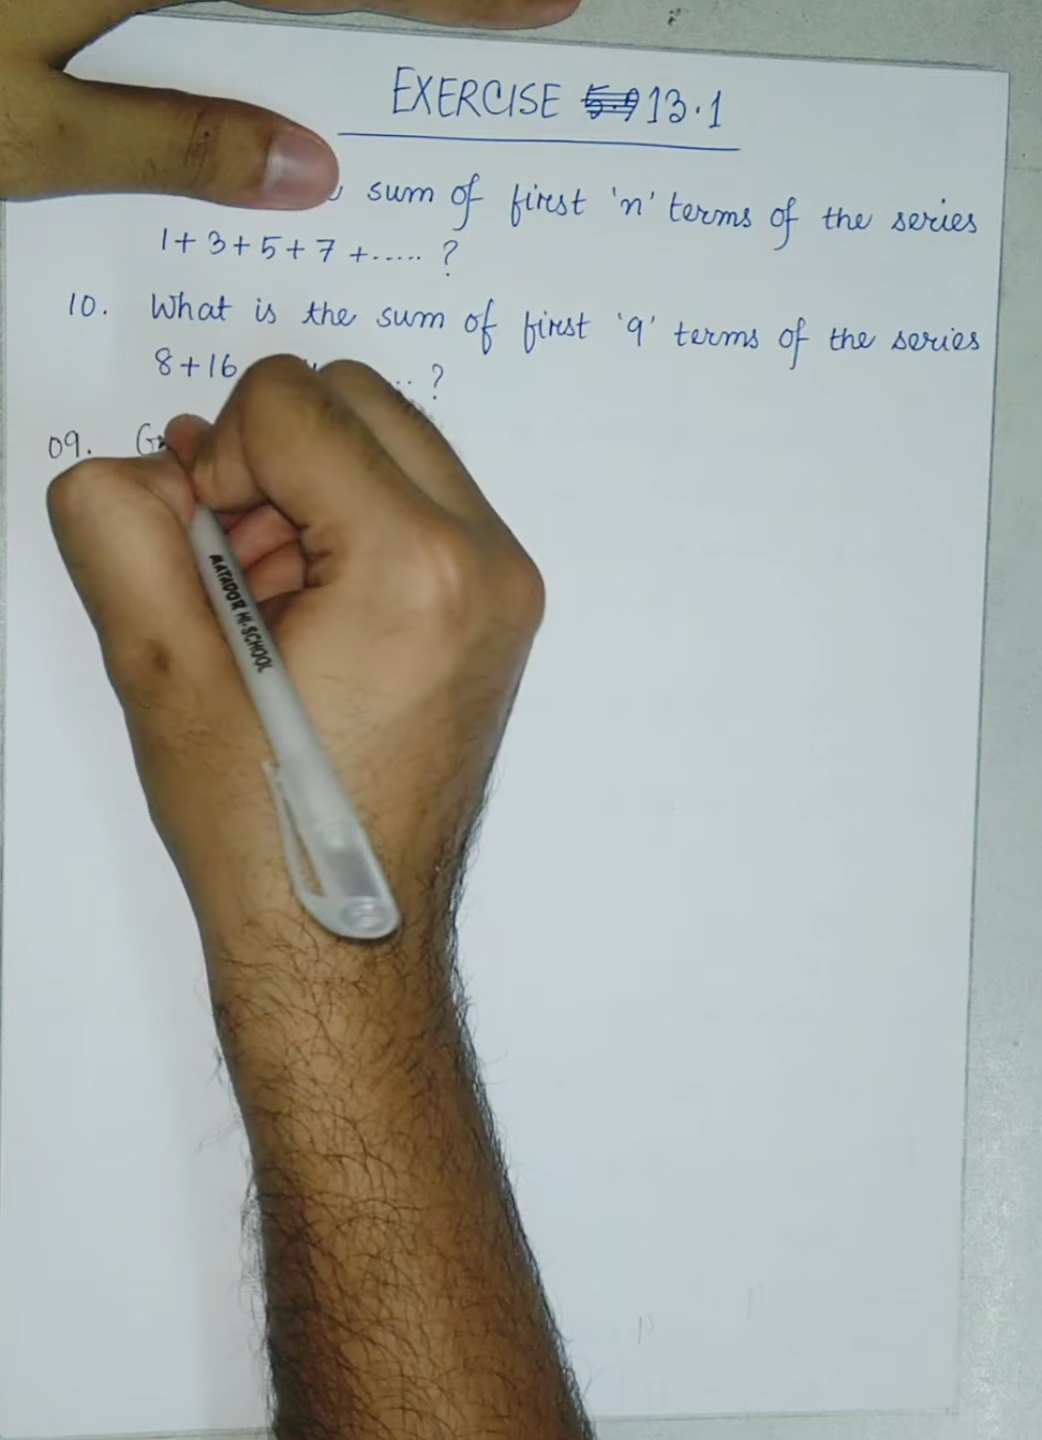 EXERCISE 13.1
sum of first 'n' terms of the series
1+3+5+7+..... ?
10. What is the sum of first '9' terms of the series
8+16 .. ?
09.
MATADOR HI-SCHOOL